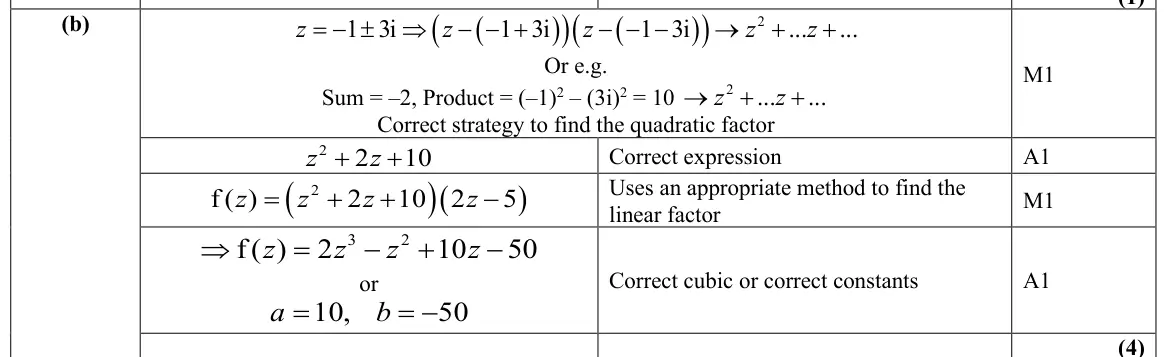 (1)
(b)
z = −1 ± 3i ⇒ (z − (−1 + 3i))(z − (−1 − 3i)) → z² + ...z + ...
Or e.g.
Sum = –2, Product = (–1)² – (3i)² = 10 → z² + ...z + ...
Correct strategy to find the quadratic factor
M1
z² + 2z + 10
Correct expression
A1
f(z) = (z² + 2z + 10)(2z − 5)
Uses an appropriate method to find the
linear factor
M1
⇒ f(z) = 2z³ − z² + 10z − 50
or
a = 10, b = −50
Correct cubic or correct constants
A1
(4)